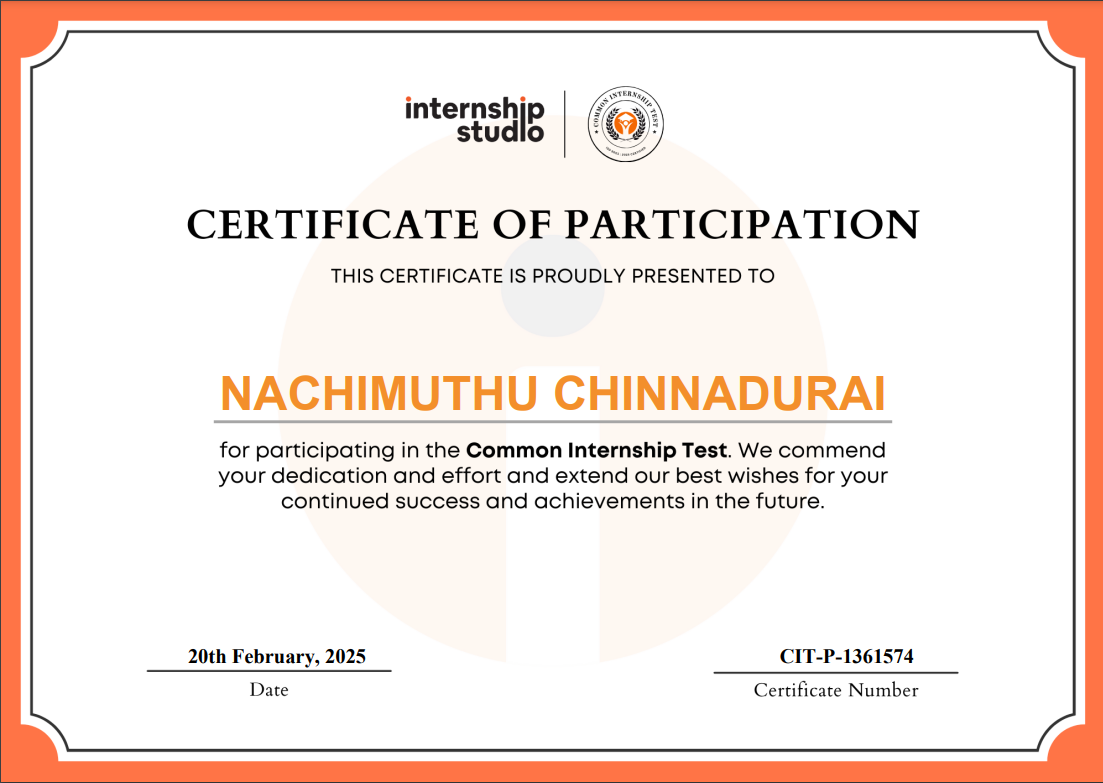 internship
studio
COMMON INTERNSHIP TEST
CERTIFICATE OF PARTICIPATION
THIS CERTIFICATE IS PROUDLY PRESENTED TO
NACHIMUTHU CHINNADURAI
for participating in the Common Internship Test. We commend
your dedication and effort and extend our best wishes for your
continued success and achievements in the future.
20th February, 2025
Date
CIT-P-1361574
Certificate Number